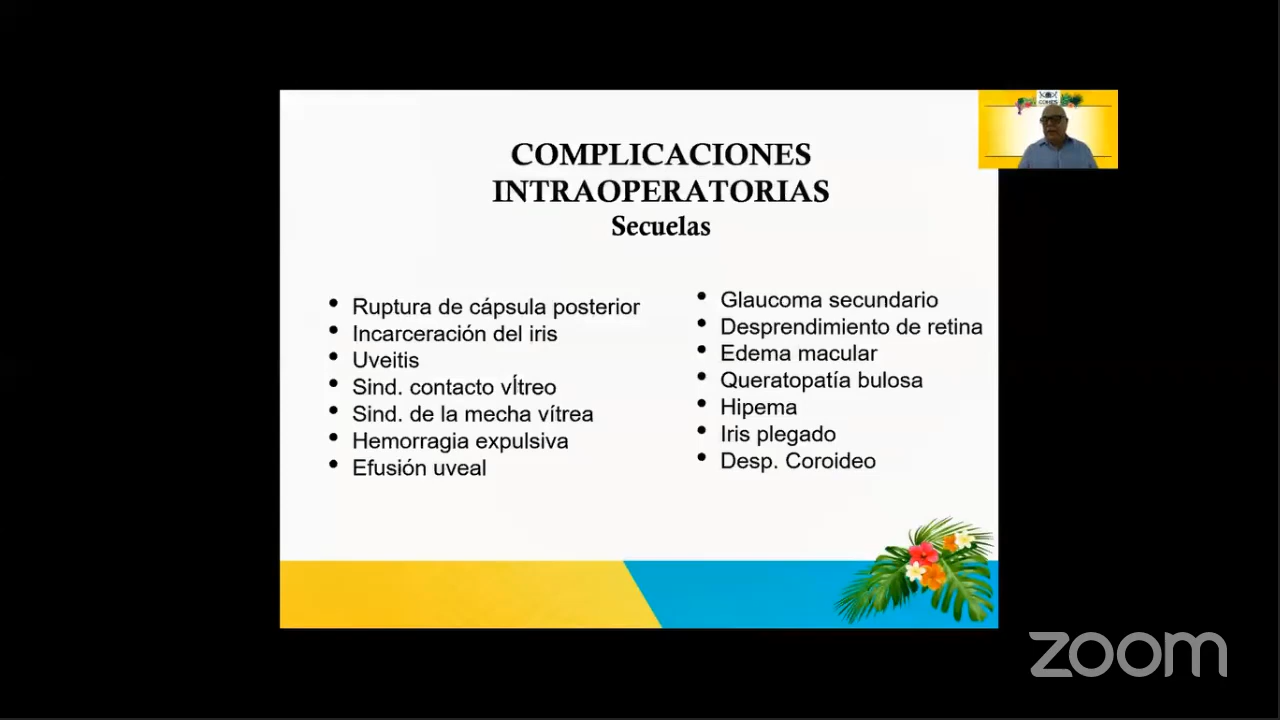 COMPLICACIONES
INTRAOPERATORIAS
Secuelas
• Ruptura de cápsula posterior
• Incarceración del iris
• Uveitis
• Sind. contacto vÍtreo
• Sind. de la mecha vítrea
• Hemorragia expulsiva
• Efusión uveal
• Glaucoma secundario
• Desprendimiento de retina
• Edema macular
• Queratopatía bulosa
• Hipema
• Iris plegado
• Desp. Coroideo
zoom